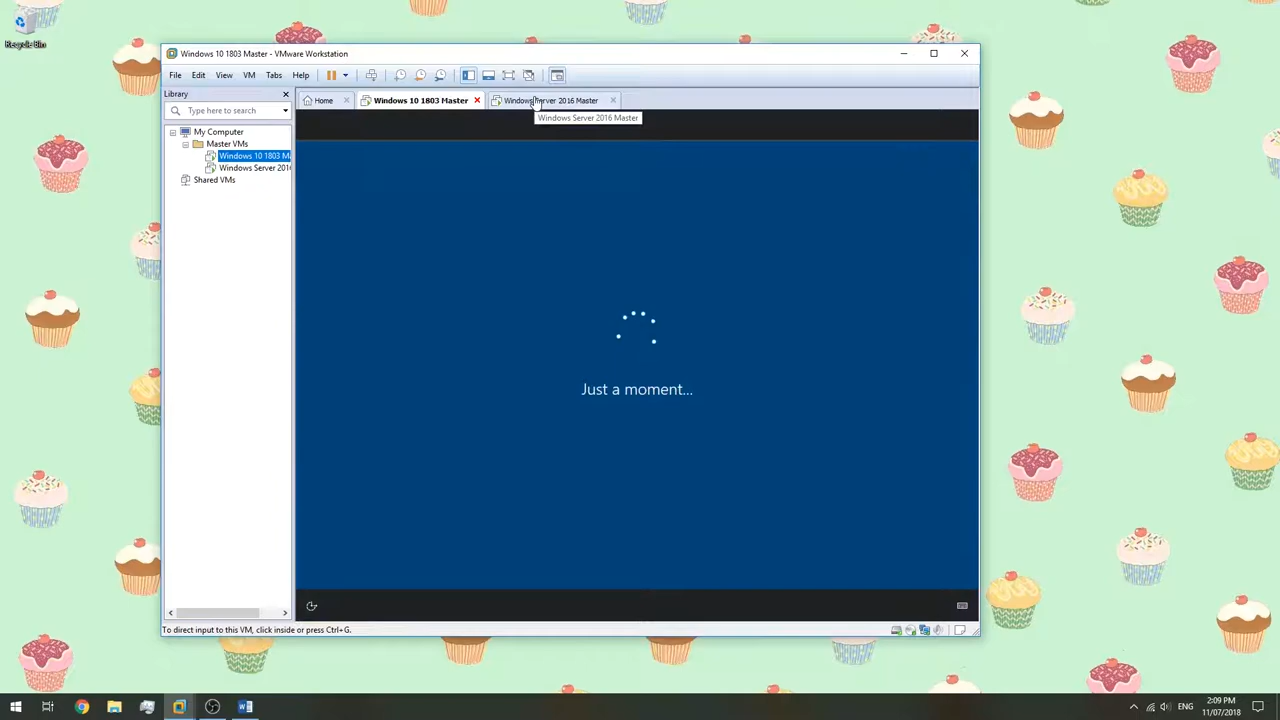 Recycle Bin
Windows 10 1803 Master - VMware Workstation
File Edit View VM Tabs Help
Library
Type here to search
Home
Windows 10 1803 Master
Windows Server 2016 Master
Windows Server 2016 Master
My Computer
Master VMs
Windows 10 1803 Ma
Windows Server 2016
Shared VMs
Just a moment...
To direct input to this VM, click inside or press Ctrl+G.
ENG
2:09 PM
11/07/2018